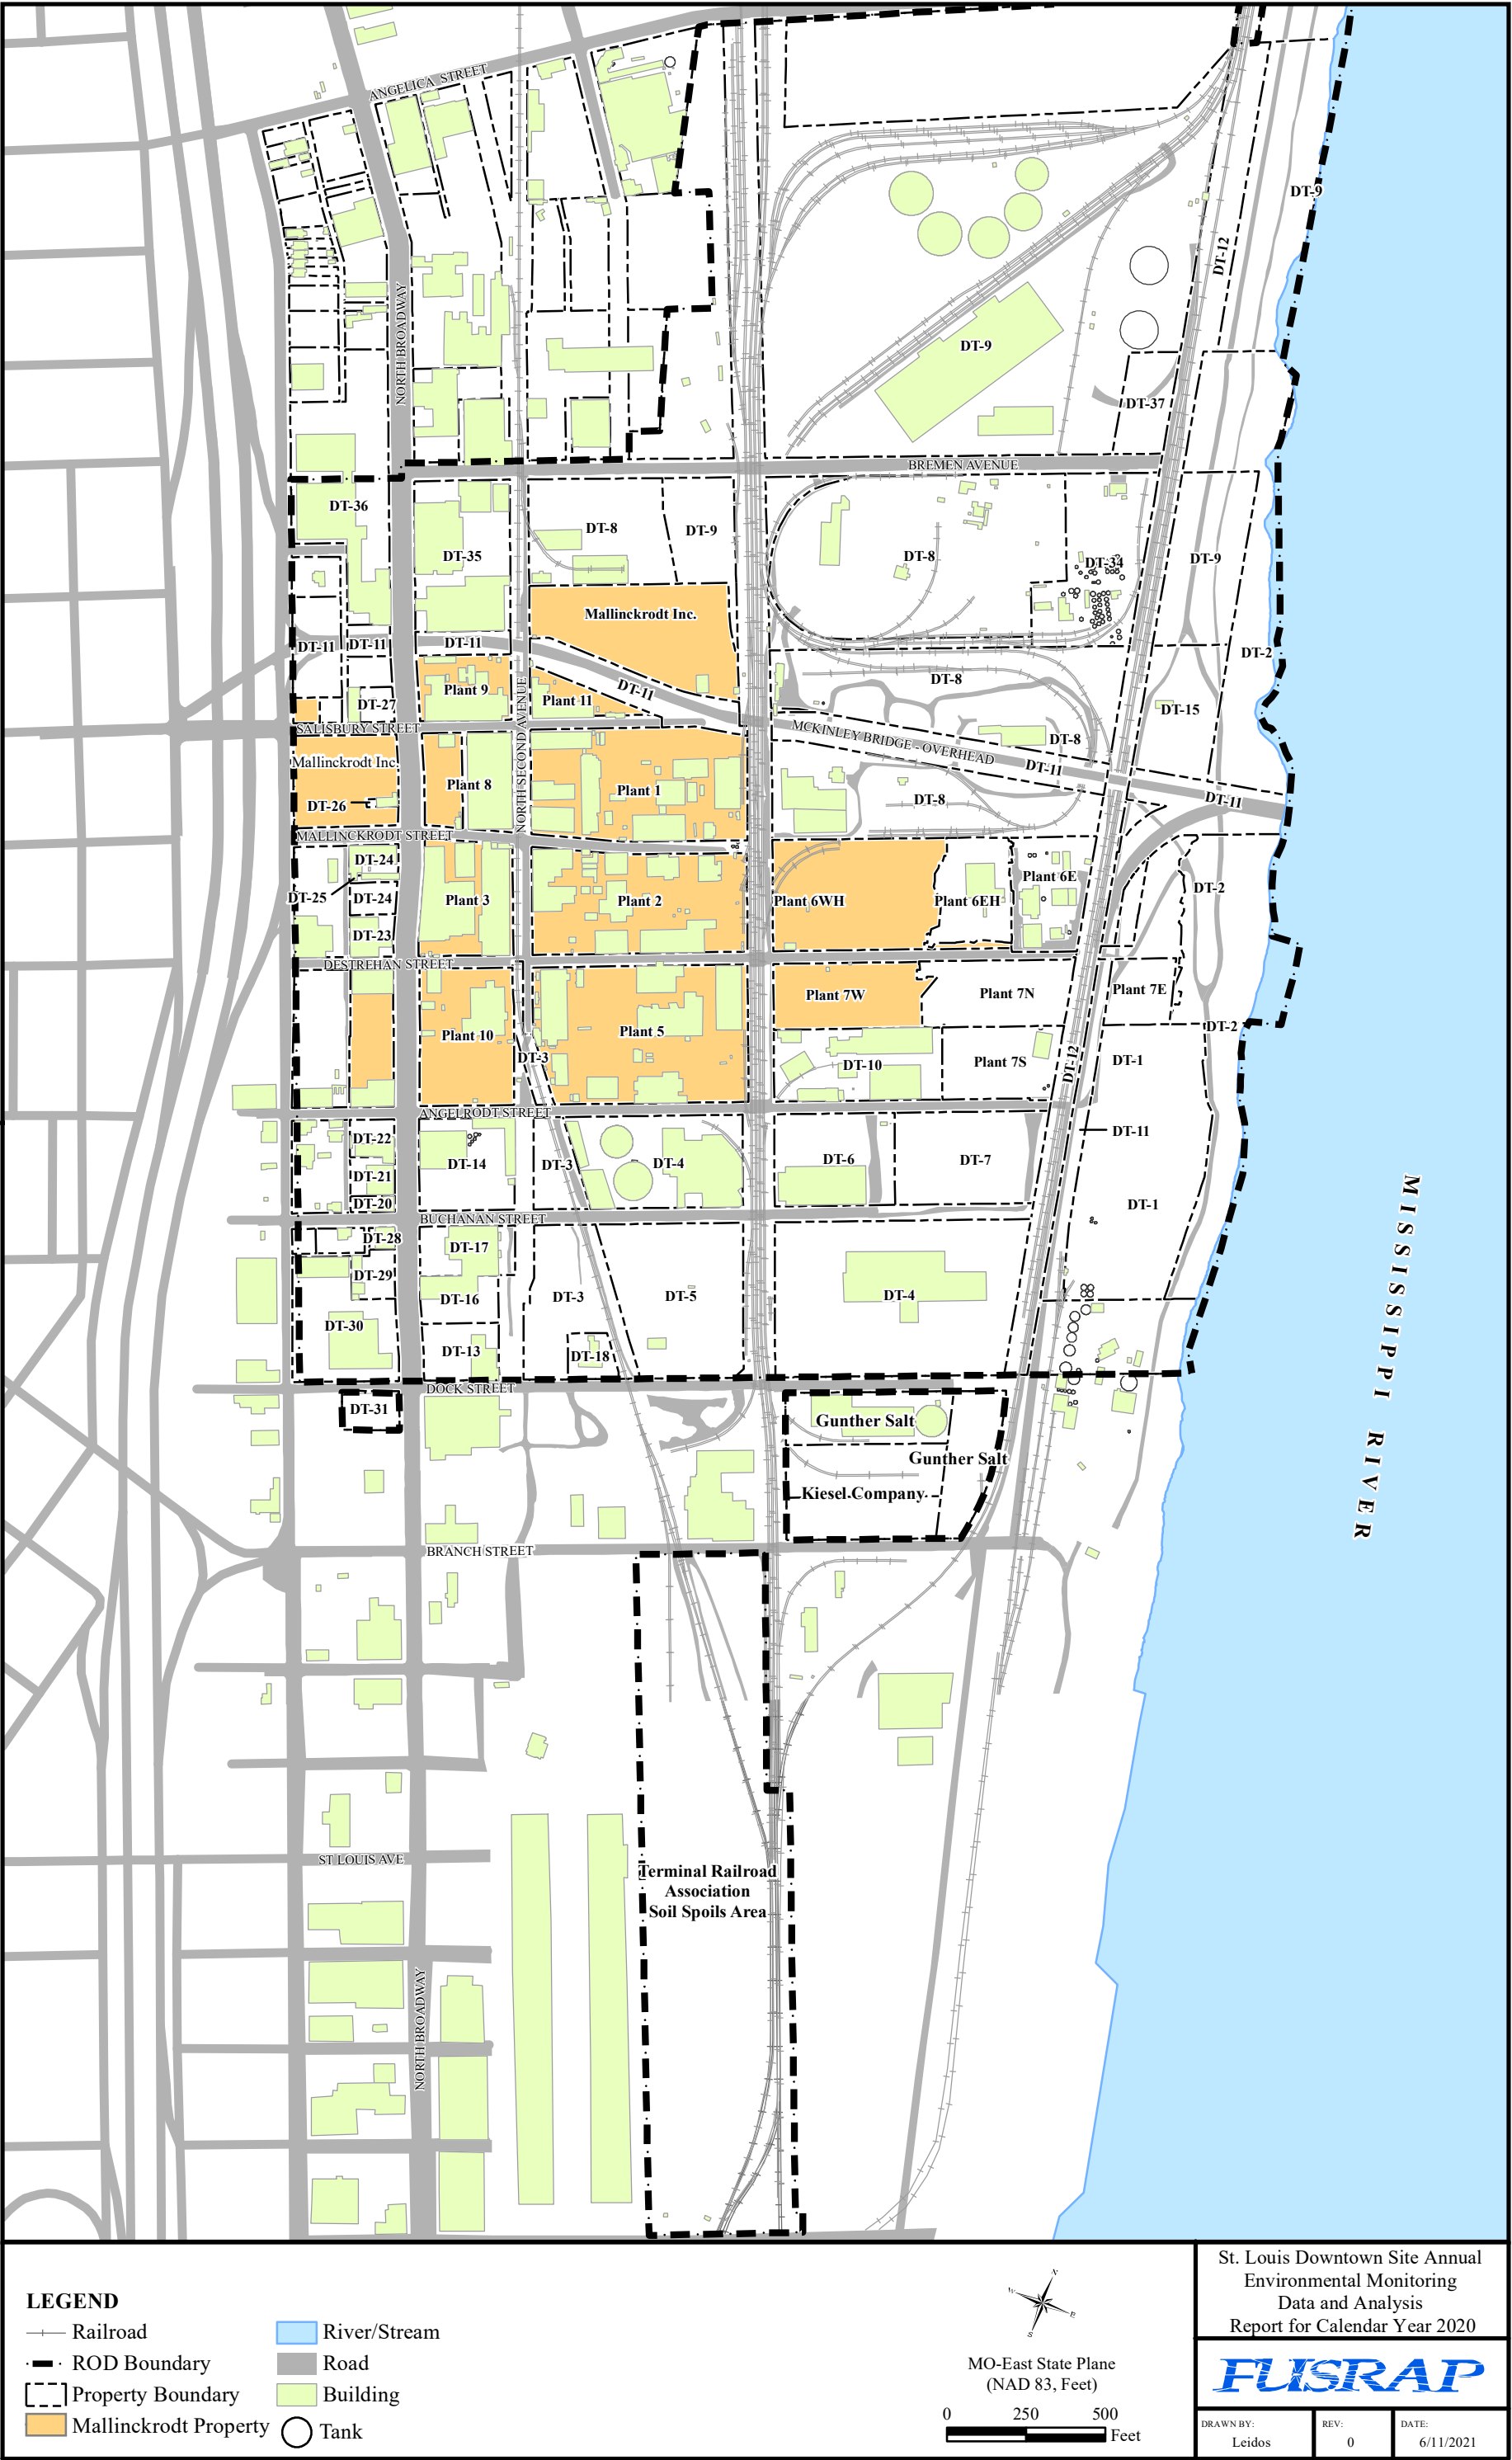 ANGELICA STREET
DT-9
DT-12
NORTH BROADWAY
DT-9
DT-37
BREMEN AVENUE
DT-36
DT-35
DT-8
DT-9
DT-8
DT-34
DT-9
Mallinckrodt Inc.
DT-11
DT-11
DT-11
DT-2
DT-8
Plant 9
DT-11
Plant 11
DT-27
DT-15
SALISBURY STREET
NORTH SECOND AVENUE
MCKINLEY BRIDGE - OVERHEAD
DT-8
Mallinckrodt Inc.
DT-11
Plant 8
Plant 1
DT-26
DT-8
DT-11
MALLINCKRODT STREET
DT-24
DT-25
DT-24
Plant 3
Plant 2
Plant 6WH
Plant 6EH
Plant 6E
DT-2
DT-23
DESTREHAN STREET
Plant 7W
Plant 7N
Plant 7E
Plant 10
Plant 5
DT-2
DT-3
DT-10
Plant 7S
DT-12
DT-1
ANGELRODT STREET
DT-11
DT-22
DT-14
DT-3
DT-4
DT-6
DT-7
DT-21
DT-20
DT-1
BUCHANAN STREET
DT-28
DT-17
DT-29
DT-16
DT-3
DT-5
DT-4
DT-30
DT-13
DT-18
MISSISSIPPI RIVER
DOCK STREET
DT-31
Gunther Salt
Gunther Salt
Kiesel Company
BRANCH STREET
ST LOUIS AVE
Terminal Railroad
Association
Soil Spoils Area
NORTH BROADWAY
LEGEND
Railroad
ROD Boundary
Property Boundary
Mallinckrodt Property
River/Stream
Road
Building
Tank
N
W
E
S
MO-East State Plane
(NAD 83, Feet)
0 250 500
Feet
St. Louis Downtown Site Annual
Environmental Monitoring
Data and Analysis
Report for Calendar Year 2020
FUSRAP
DRAWN BY:
Leidos
REV:
0
DATE:
6/11/2021